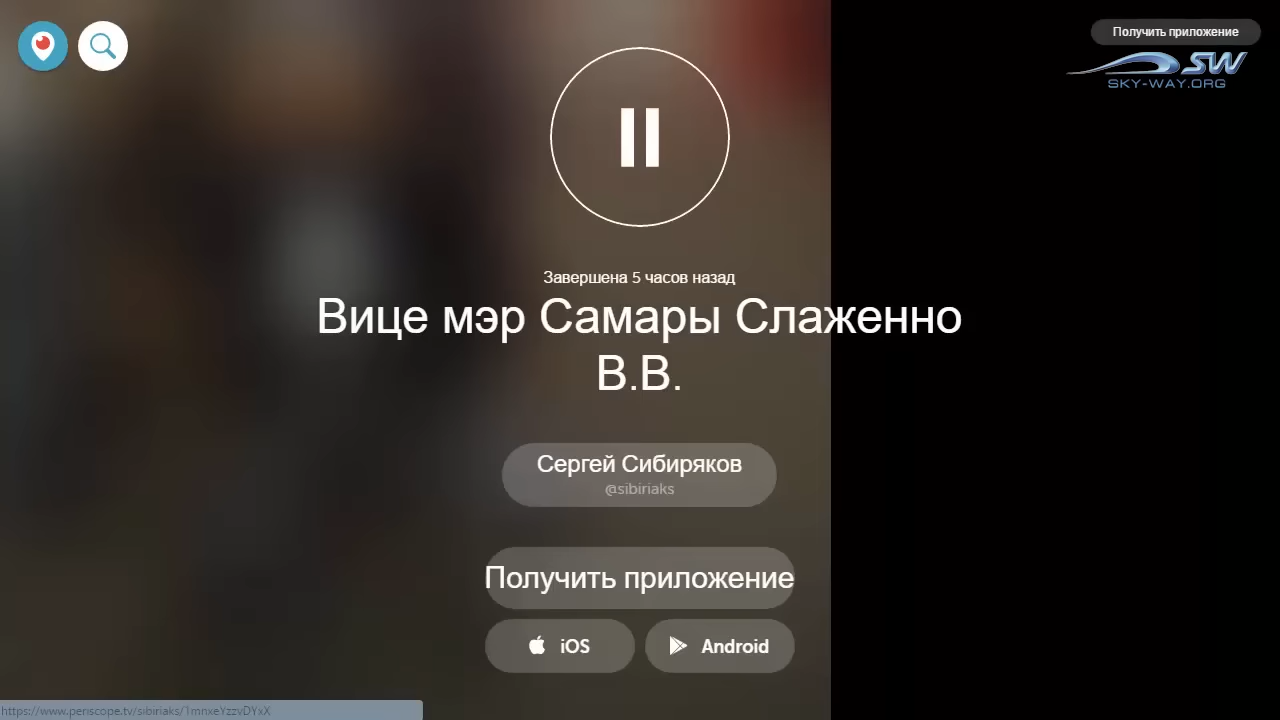 Получить приложение
SW
SKY-WAY.ORG
Завершена 5 часов назад
Вице мэр Самары Слаженно
В.В.
Сергей Сибиряков
@sibiriaks
Получить приложение
iOS
Android
https://www.periscope.tv/sibiriaks/1mnxeYzzvDYxX